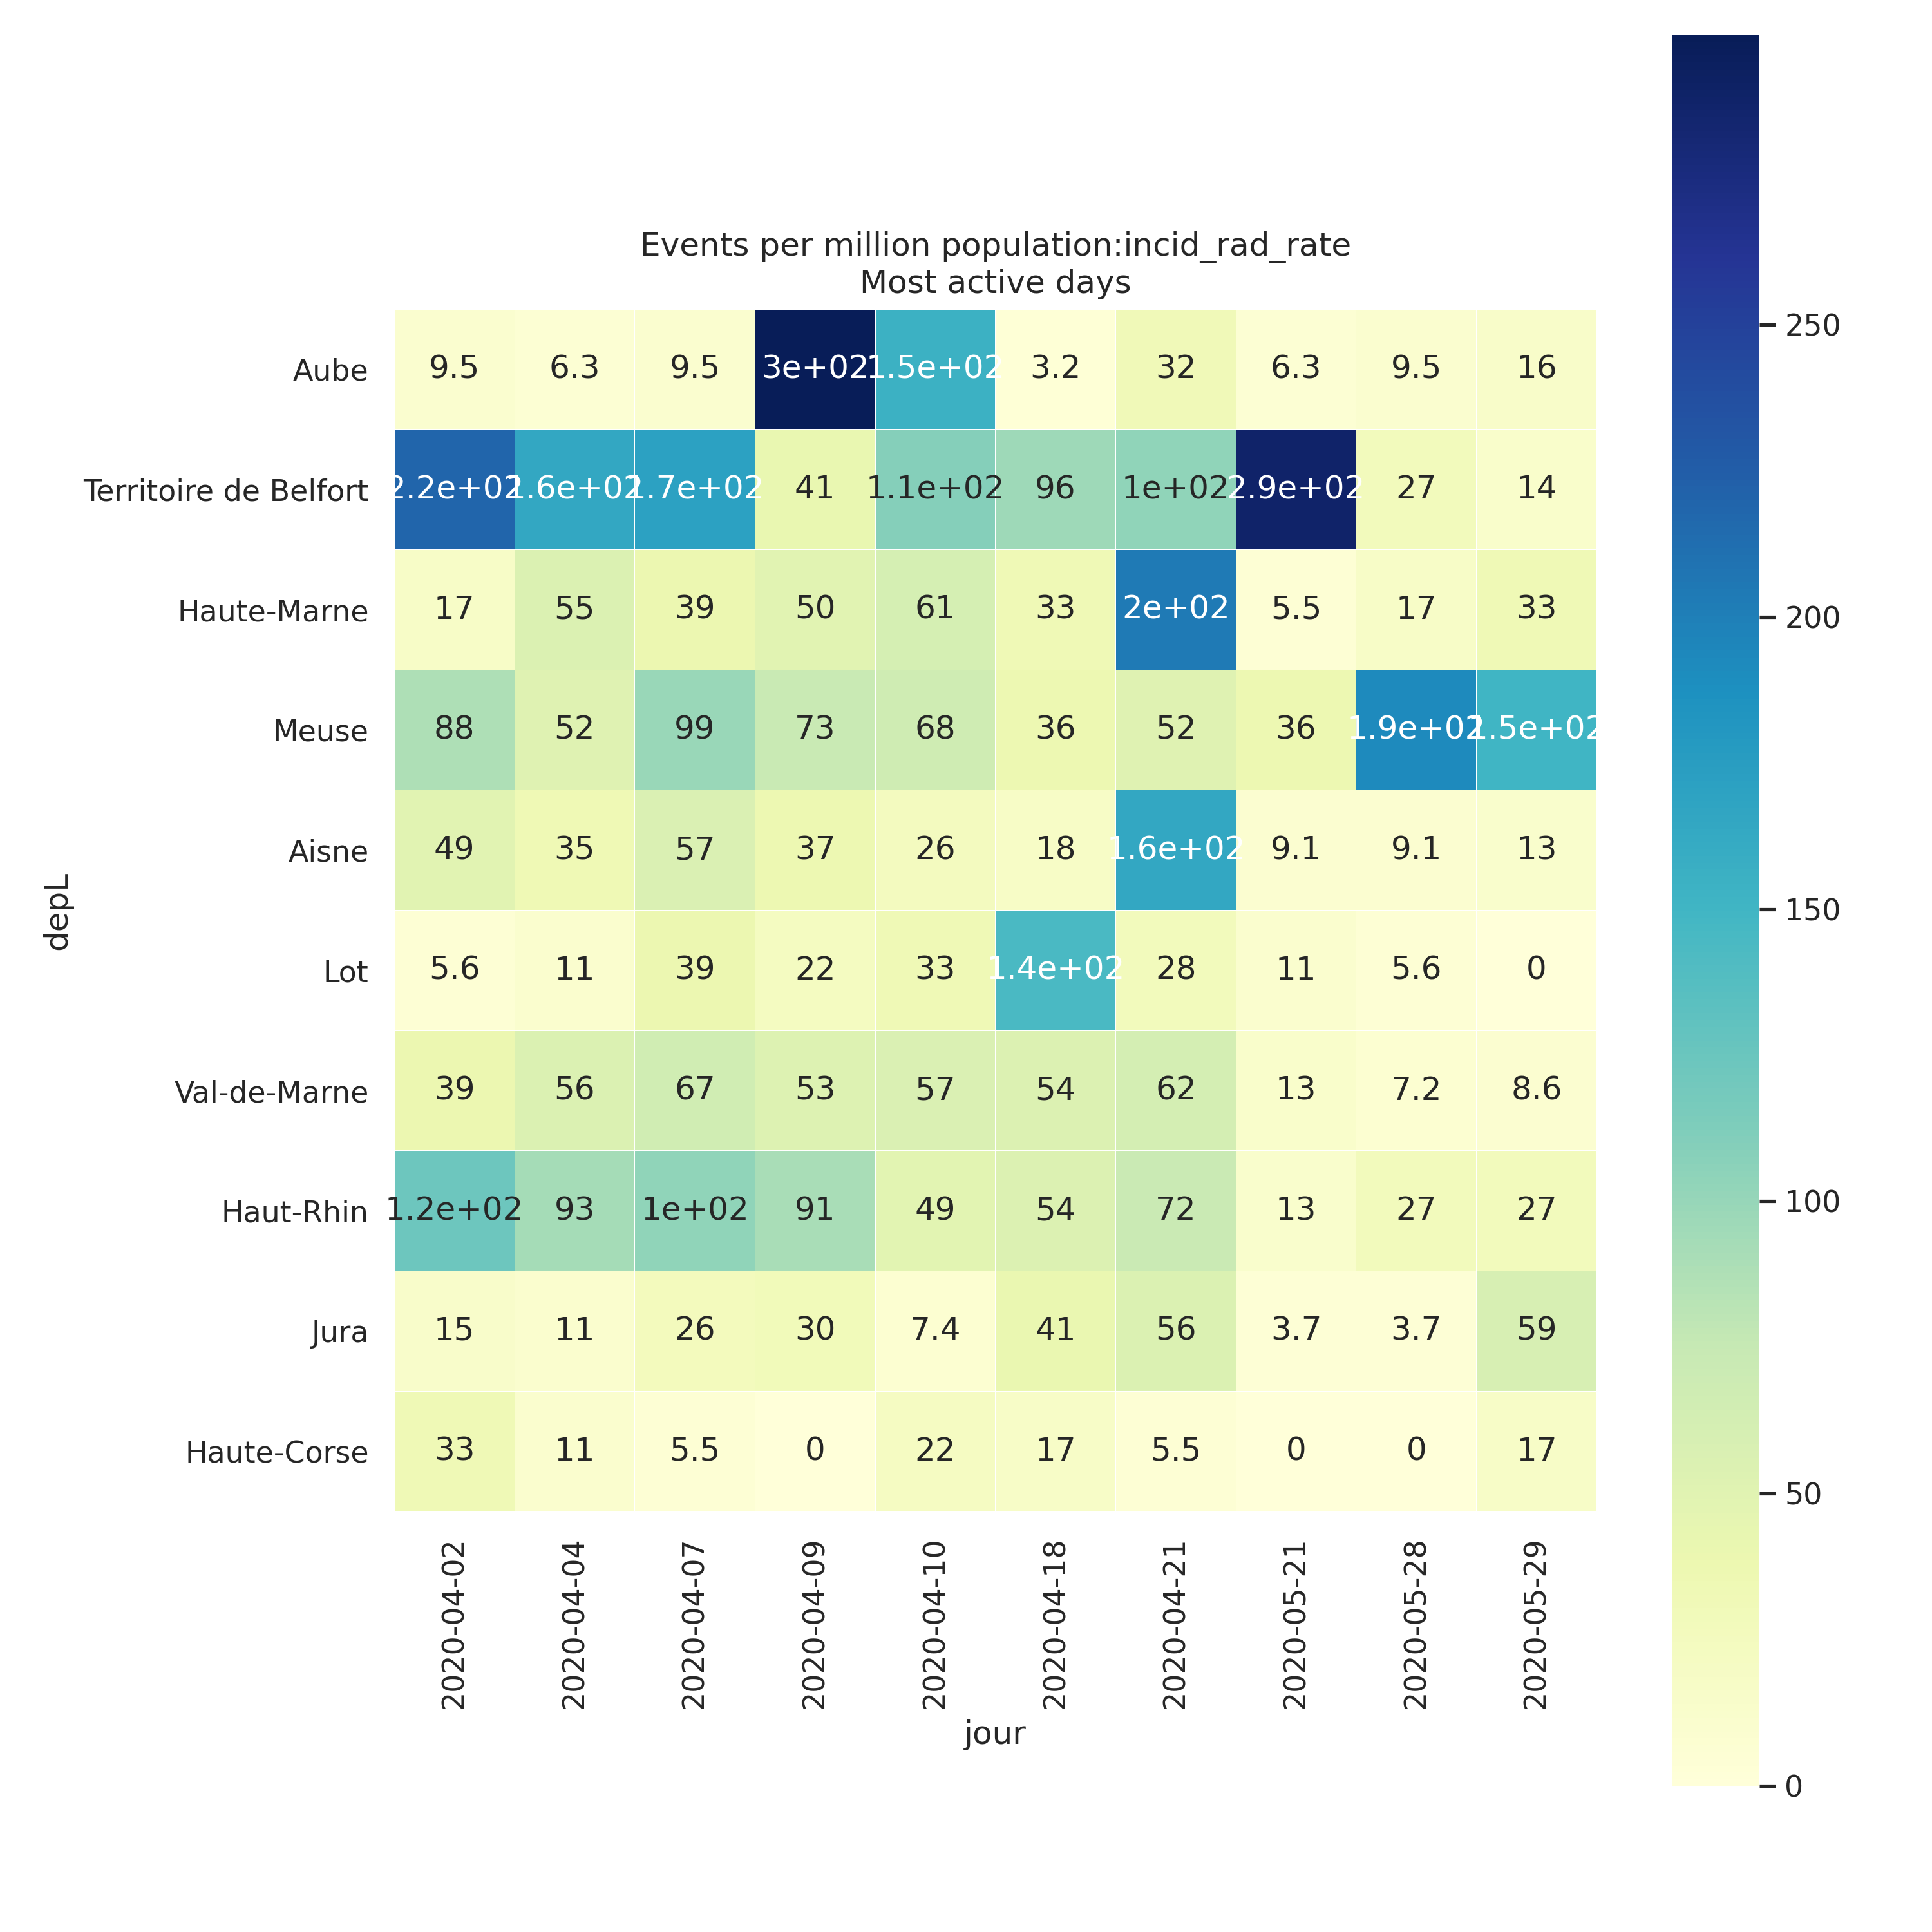 Events per million population:incid_rad_rate
Most active days
depL
Aube 9.5 6.3 9.5 3e+02 1.5e+02 3.2 32 6.3 9.5 16
Territoire de Belfort 2.2e+02 1.6e+02 1.7e+02 41 1.1e+02 96 1e+02 2.9e+02 27 14
Haute-Marne 17 55 39 50 61 33 2e+02 5.5 17 33
Meuse 88 52 99 73 68 36 52 36 1.9e+02 1.5e+02
Aisne 49 35 57 37 26 18 1.6e+02 9.1 9.1 13
Lot 5.6 11 39 22 33 1.4e+02 28 11 5.6 0
Val-de-Marne 39 56 67 53 57 54 62 13 7.2 8.6
Haut-Rhin 1.2e+02 93 1e+02 91 49 54 72 13 27 27
Jura 15 11 26 30 7.4 41 56 3.7 3.7 59
Haute-Corse 33 11 5.5 0 22 17 5.5 0 0 17
2020-04-02 2020-04-04 2020-04-07 2020-04-09 2020-04-10 2020-04-18 2020-04-21 2020-05-21 2020-05-28 2020-05-29
jour
250
200
150
100
50
0